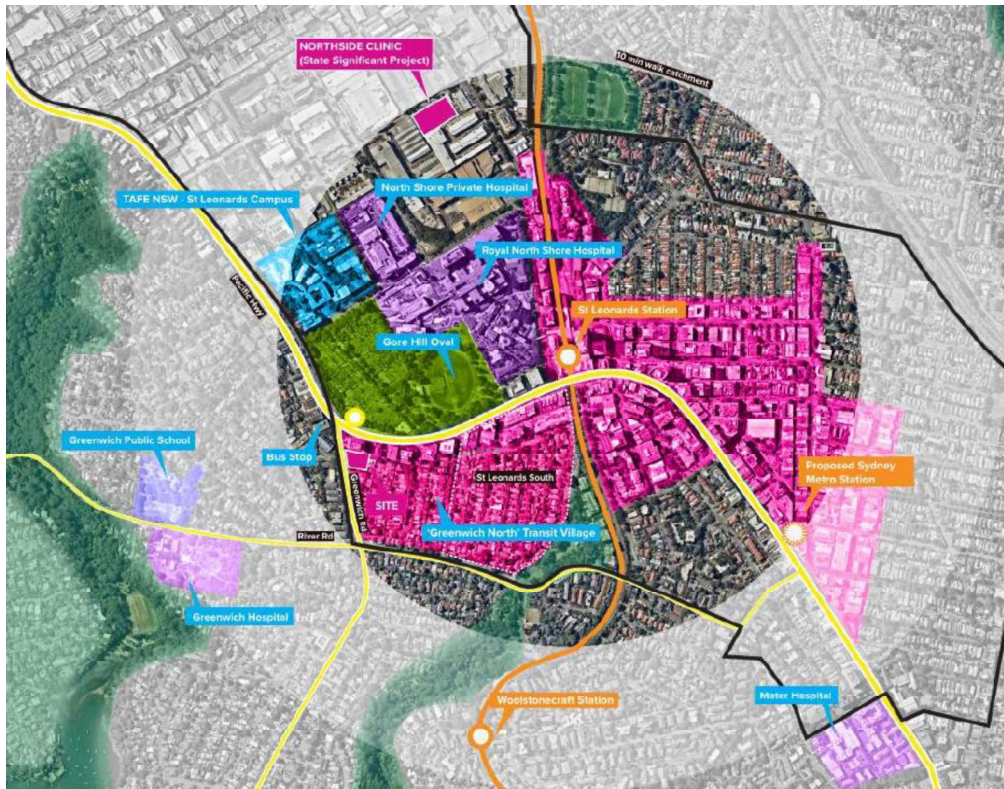 NORTHSIDE CLINIC
(State Significant Project)
10 min walk catchment
North Shore Private Hospital
TAFE NSW - St Leonards Campus
Royal North Shore Hospital
Pacific Hwy
St Leonards Station
Gore Hill Oval
Greenwich Public School
Bus Stop
Proposed Sydney
Metro Station
St Leonards South
Greenwich Rd
SITE
'Greenwich North' Transit Village
River Rd
Greenwich Hospital
Woolstonecraft Station
Mater Hospital